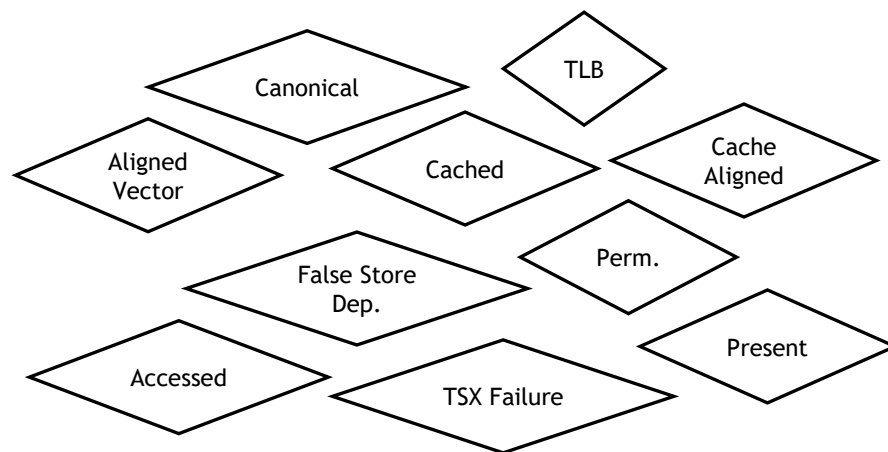 Canonical
TLB
Aligned
Vector
Cached
Cache
Aligned
False Store
Dep.
Perm.
Accessed
TSX Failure
Present